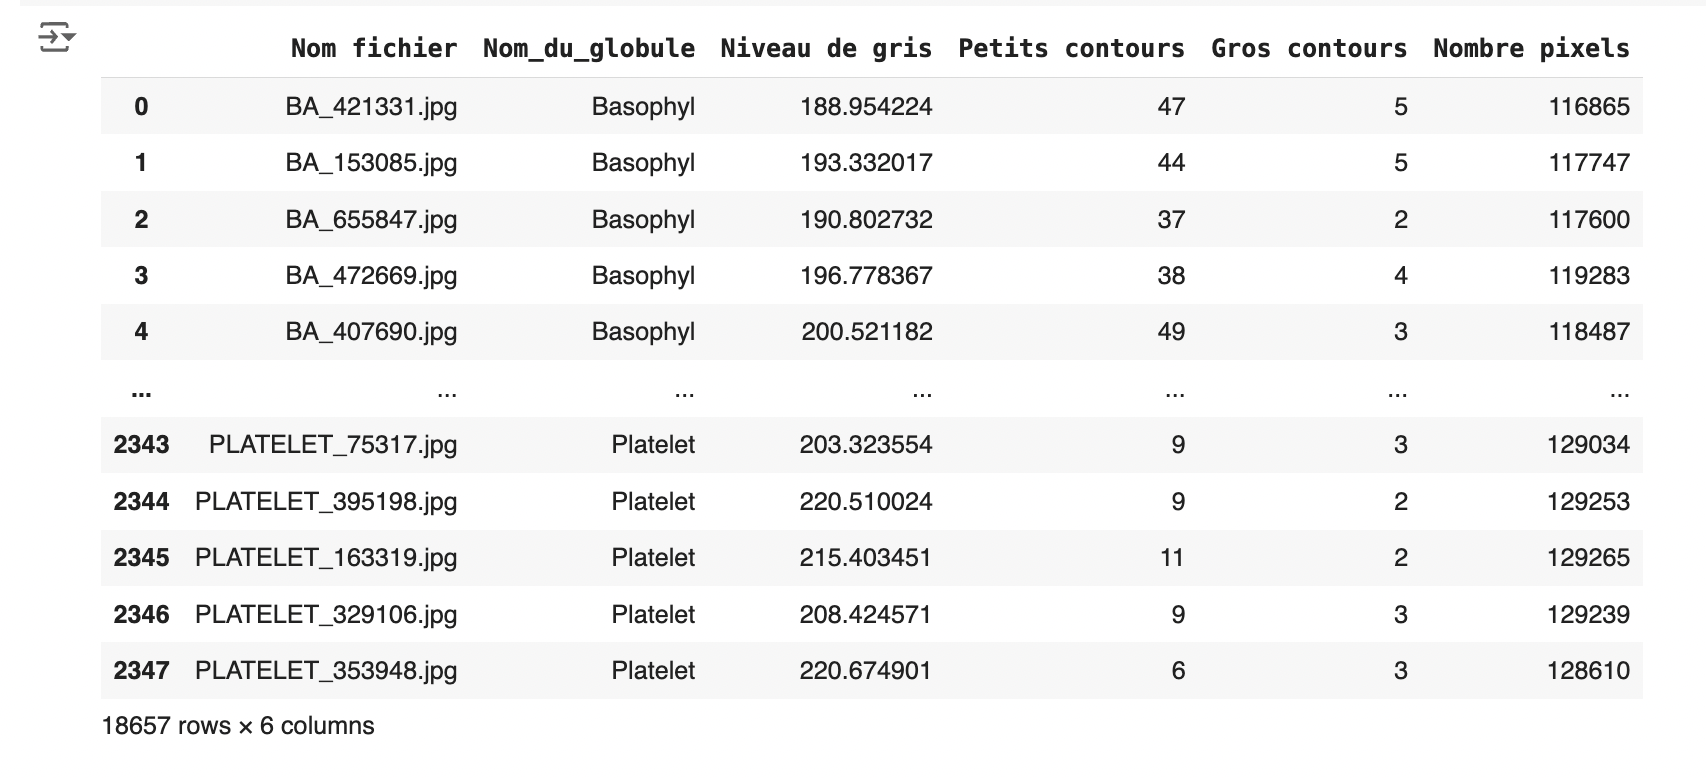 Nom fichier Nom_du_globule Niveau de gris Petits contours Gros contours Nombre pixels
0 BA_421331.jpg Basophyl 188.954224 47 5 116865
1 BA_153085.jpg Basophyl 193.332017 44 5 117747
2 BA_655847.jpg Basophyl 190.802732 37 2 117600
3 BA_472669.jpg Basophyl 196.778367 38 4 119283
4 BA_407690.jpg Basophyl 200.521182 49 3 118487
... ... ... ... ... ... ...
2343 PLATELET_75317.jpg Platelet 203.323554 9 3 129034
2344 PLATELET_395198.jpg Platelet 220.510024 9 2 129253
2345 PLATELET_163319.jpg Platelet 215.403451 11 2 129265
2346 PLATELET_329106.jpg Platelet 208.424571 9 3 129239
2347 PLATELET_353948.jpg Platelet 220.674901 6 3 128610
18657 rows × 6 columns